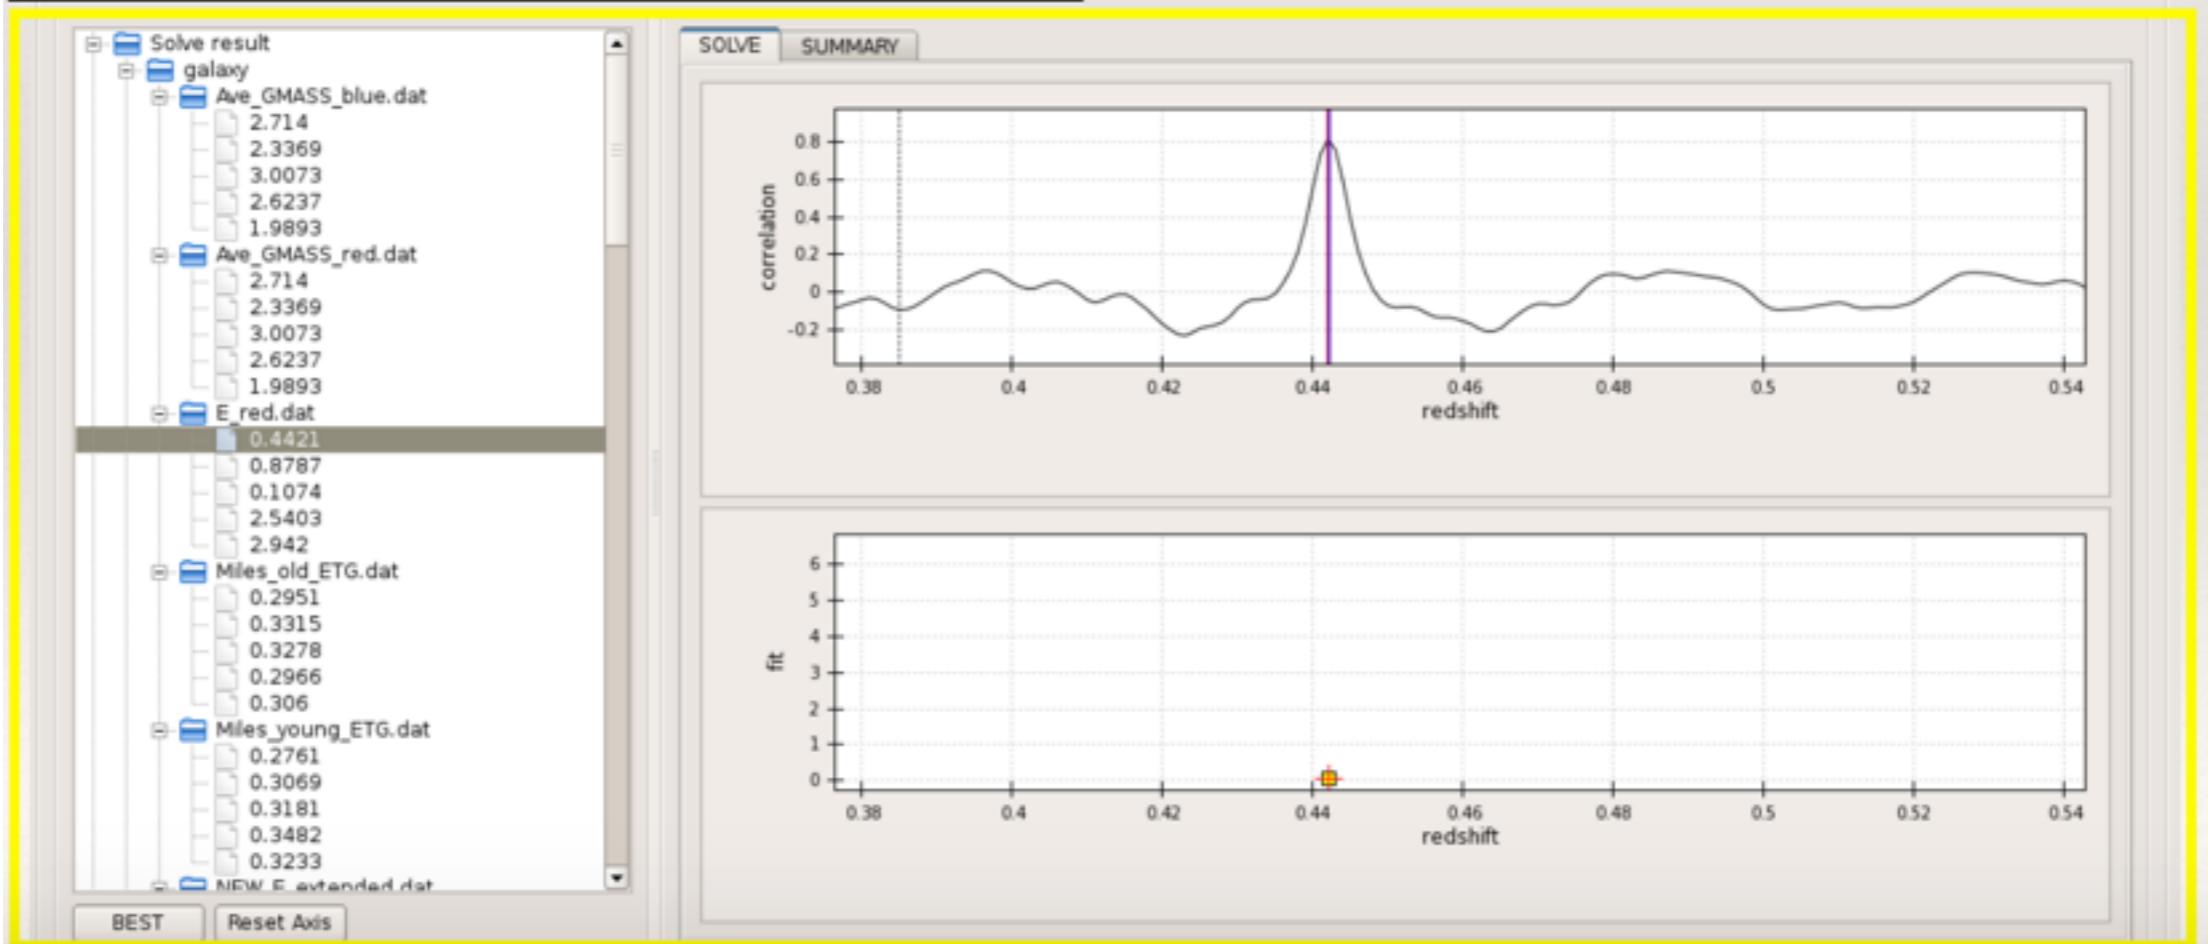 Solve result
galaxy
Ave_GMASS_blue.dat
2.714
2.3369
3.0073
2.6237
1.9893
Ave_GMASS_red.dat
2.714
2.3369
3.0073
2.6237
1.9893
E_red.dat
0.4421
0.8787
0.1074
2.5403
2.942
Miles_old_ETG.dat
0.2951
0.3315
0.3278
0.2966
0.306
Miles_young_ETG.dat
0.2761
0.3069
0.3181
0.3482
0.3233
NEW_E_extended.dat
BEST Reset Axis
SOLVE SUMMARY
0.8
0.6
0.4
0.2
0
-0.2
correlation
0.38 0.4 0.42 0.44 0.46 0.48 0.5 0.52 0.54
redshift
6
5
4
3
2
1
0
fit
0.38 0.4 0.42 0.44 0.46 0.48 0.5 0.52 0.54
redshift